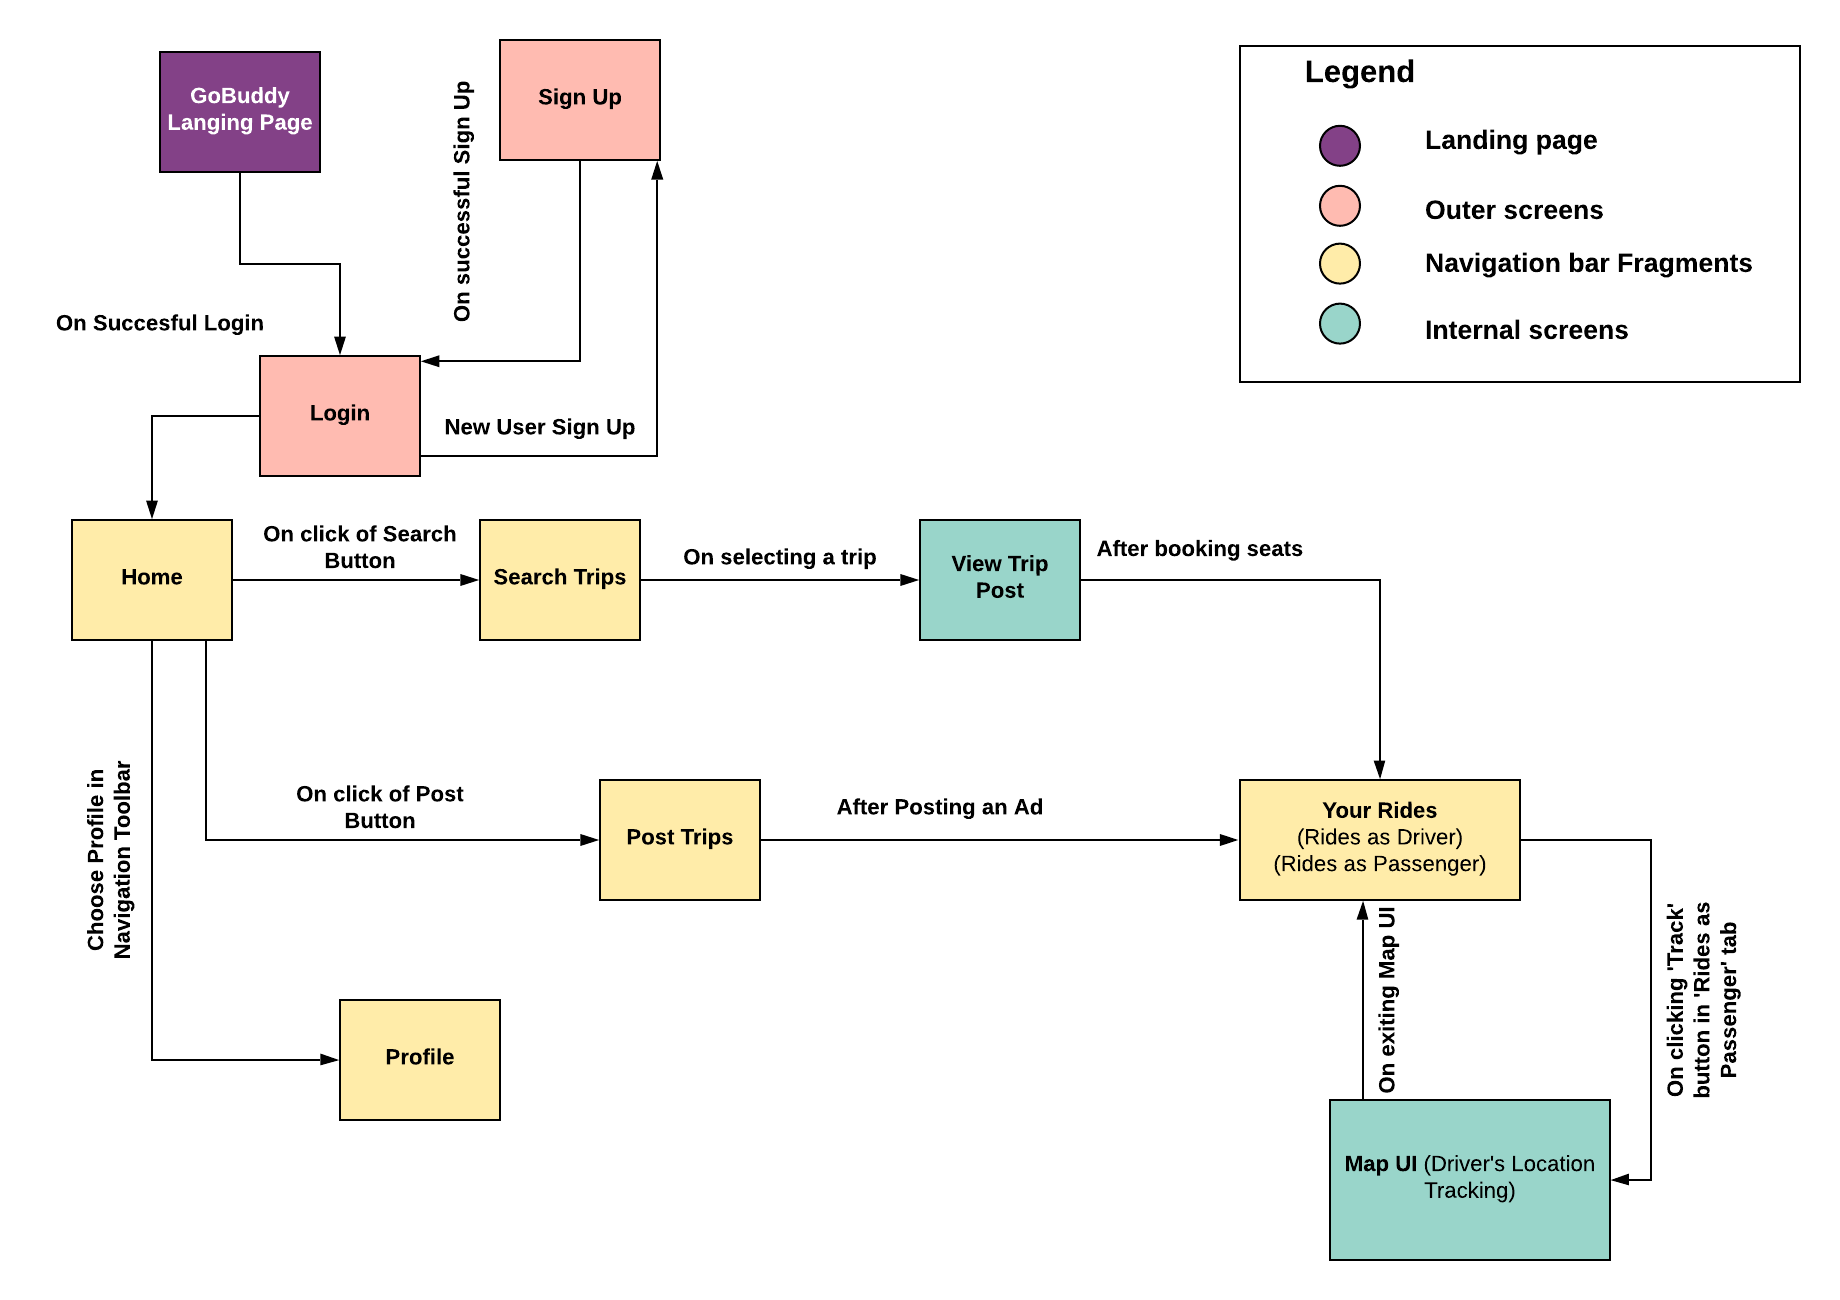 GoBuddy
Langing Page
Sign Up
On successful Sign Up
Legend
Landing page
Outer screens
Navigation bar Fragments
Internal screens
On Succesful Login
Login
New User Sign Up
Home
On click of Search
Button
Search Trips
On selecting a trip
View Trip
Post
After booking seats
Choose Profile in
Navigation Toolbar
On click of Post
Button
Post Trips
After Posting an Ad
Your Rides
(Rides as Driver)
(Rides as Passenger)
On exiting Map UI
On clicking 'Track'
button in 'Rides as
Passenger' tab
Profile
Map UI (Driver's Location
Tracking)